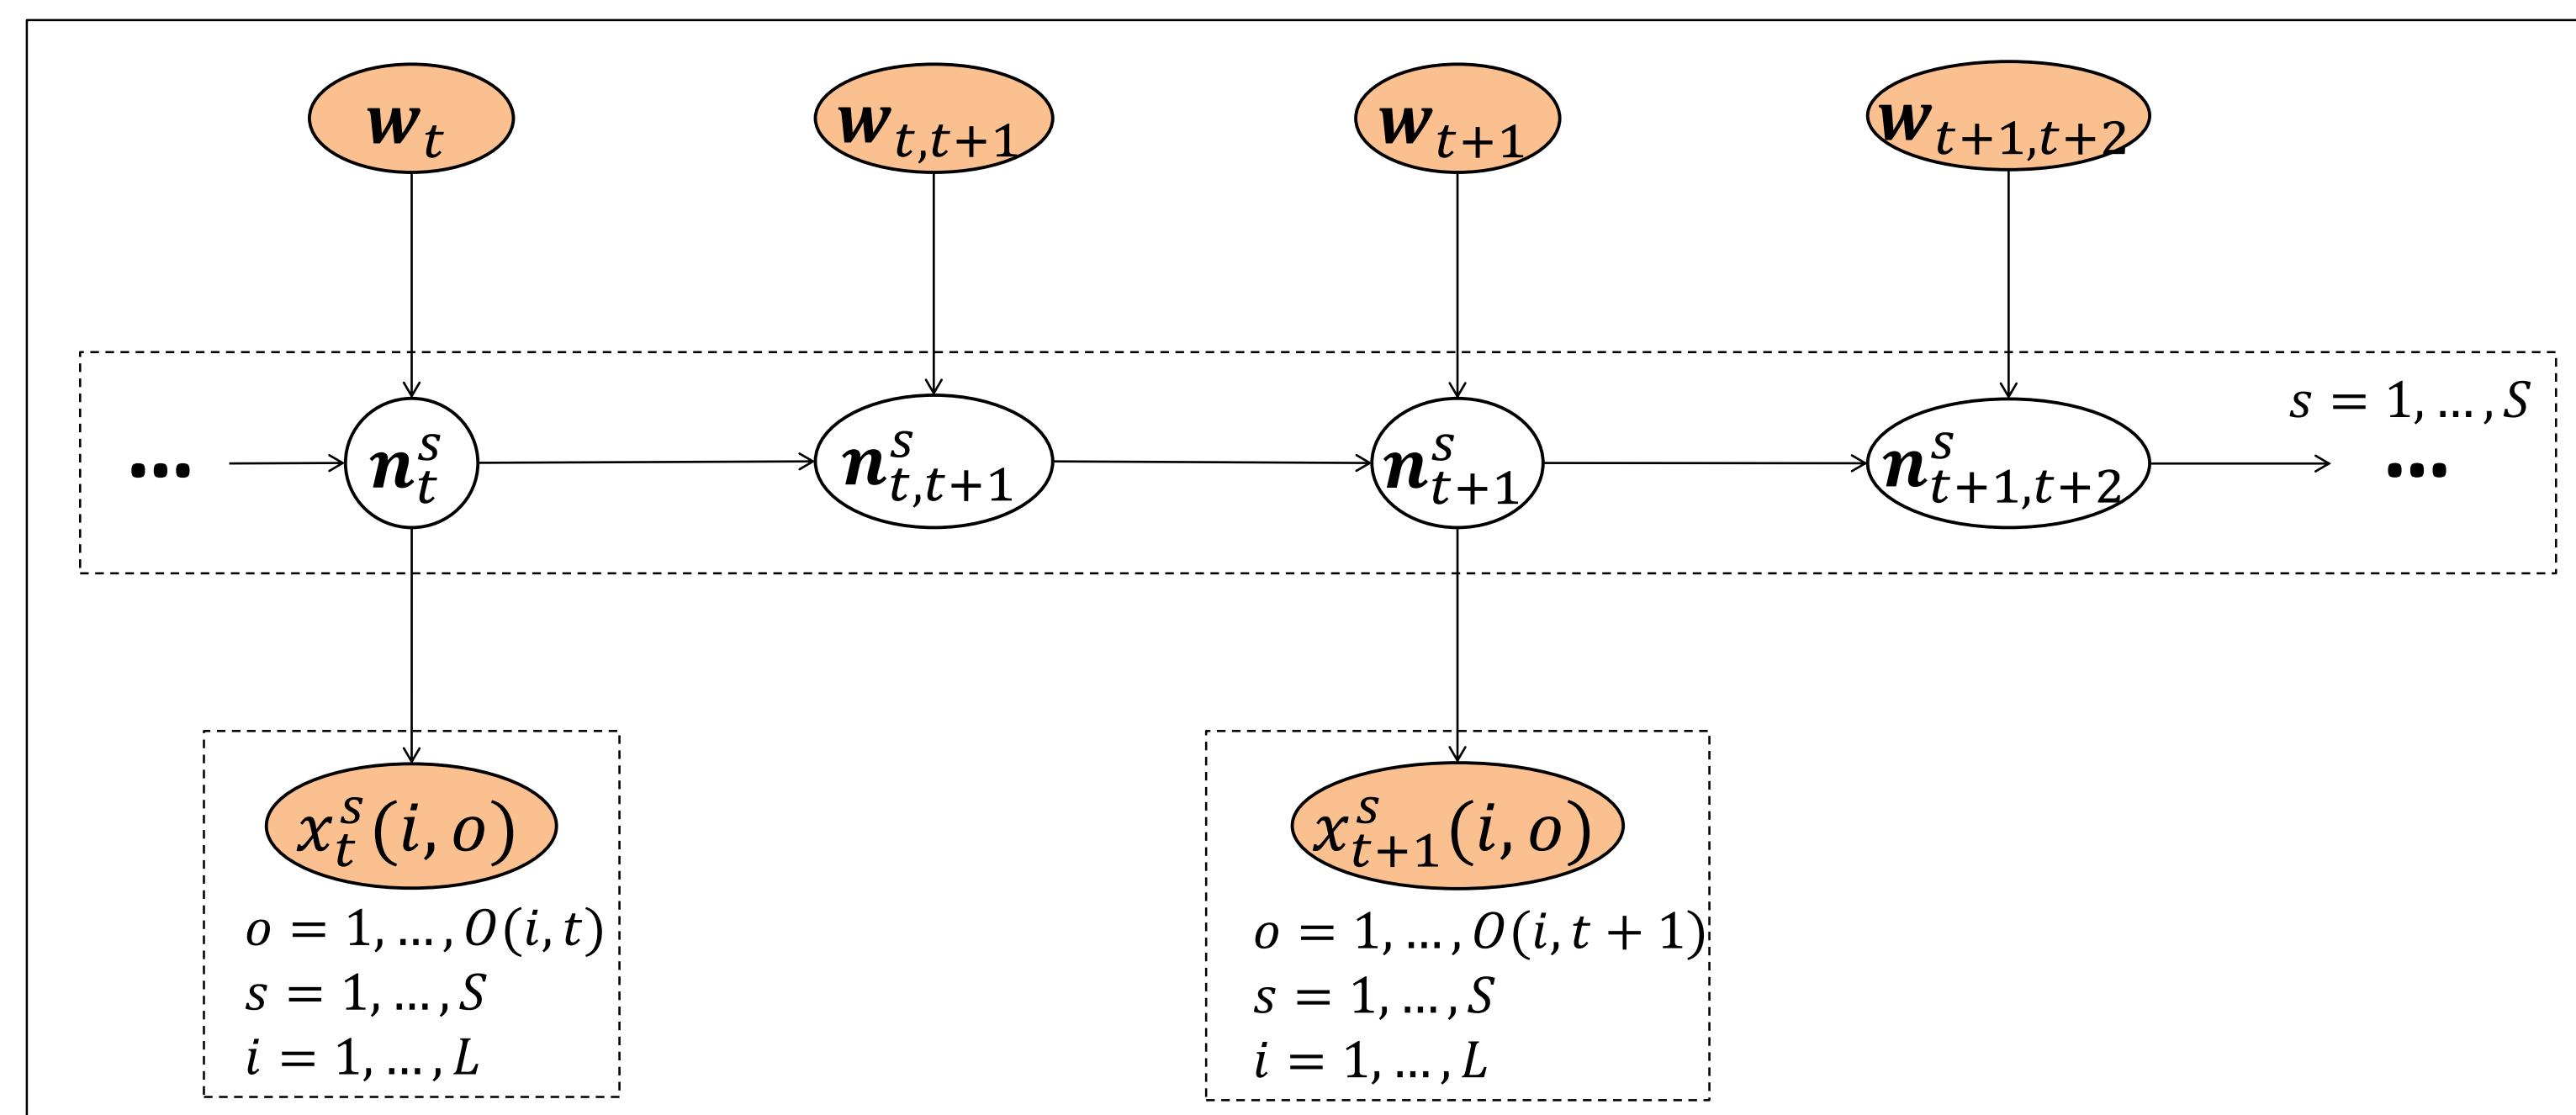 𝒘_t
𝒘_{t,t+1}
𝒘_{t+1}
𝒘_{t+1,t+2}
s = 1, … , S
…
𝒏_t^s
𝒏_{t,t+1}^s
𝒏_{t+1}^s
𝒏_{t+1,t+2}^s
…
x_t^s(i, o)
o = 1, … , O(i, t)
s = 1, … , S
i = 1, … , L
x_{t+1}^s(i, o)
o = 1, … , O(i, t + 1)
s = 1, … , S
i = 1, … , L